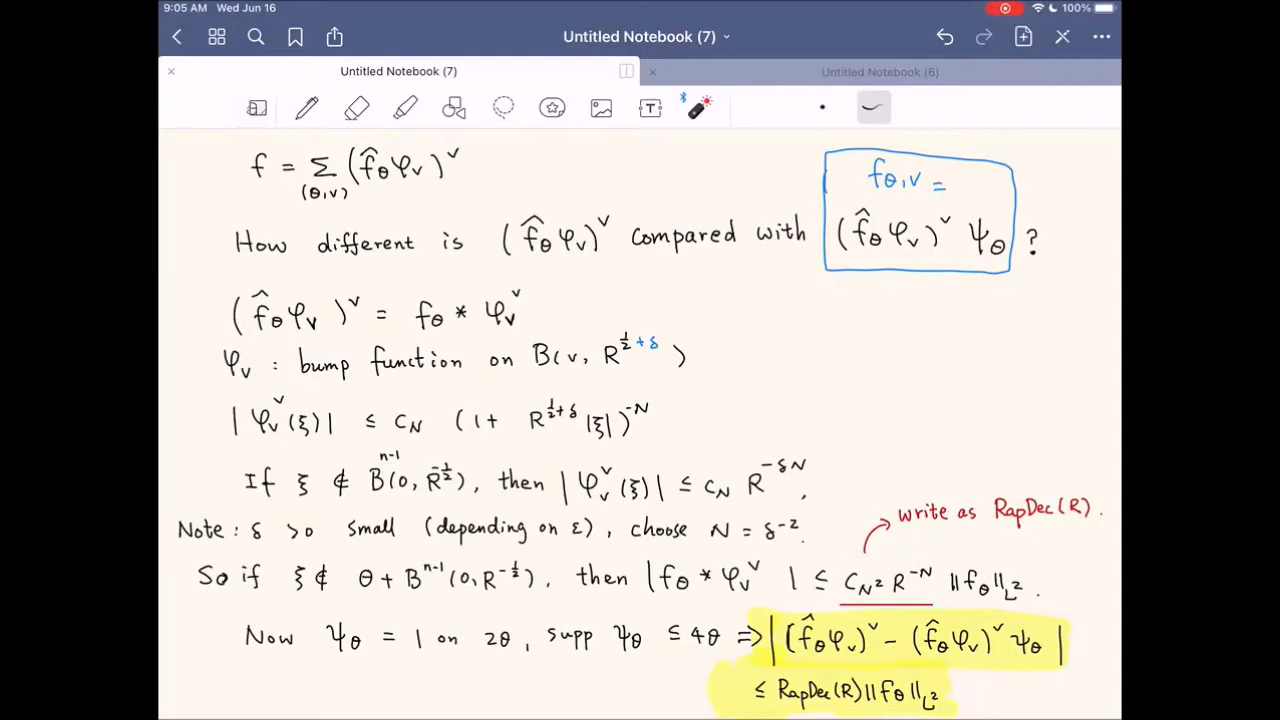 9:05 AM Wed Jun 16 100%
Untitled Notebook (7)
Untitled Notebook (7) Untitled Notebook (6)
f = Σ_(θ,v) (f̂_θ φ_v)^∨
f_θ,v =
How different is (f̂_θ φ_v)^∨ compared with (f̂_θ φ_v)^∨ ψ_θ ?
(f̂_θ φ_v)^∨ = f_θ * φ_v^∨
φ_v : bump function on B(v, R^(1/2 + δ))
|φ_v^∨(ξ)| ≤ C_N (1 + R^(1/2+δ) |ξ|)^-N
If ξ ∉ B^(n-1)(0, R^(-1/2)), then |φ_v^∨(ξ)| ≤ C_N R^(-δN),
Note : δ > 0 small (depending on ε), choose N = δ^-2.
write as RapDec(R).
So if ξ ∉ θ + B^(n-1)(0, R^(-1/2)), then |f_θ * φ_v^∨| ≤ C_N² R^-N ||f_θ||_L².
Now ψ_θ = 1 on 2θ, supp ψ_θ ⊆ 4θ => |(f̂_θ φ_v)^∨ - (f̂_θ φ_v)^∨ ψ_θ|
≤ RapDec(R) ||f_θ||_L²